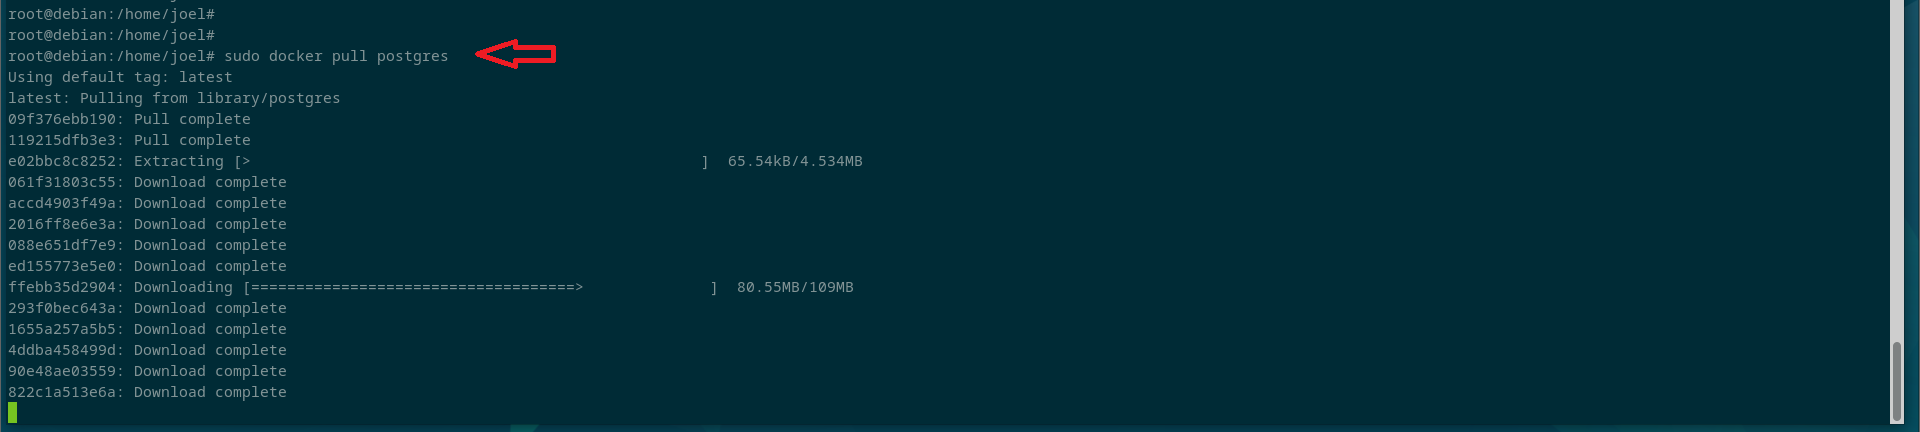 root@debian:/home/joel#
root@debian:/home/joel#
root@debian:/home/joel# sudo docker pull postgres
Using default tag: latest
latest: Pulling from library/postgres
09f376ebb190: Pull complete
119215dfb3e3: Pull complete
e02bbc8c8252: Extracting [>                                                  ]  65.54kB/4.534MB
061f31803c55: Download complete
accd4903f49a: Download complete
2016ff8e6e3a: Download complete
088e651df7e9: Download complete
ed155773e5e0: Download complete
ffebb35d2904: Downloading [====================================>              ]  80.55MB/109MB
293f0bec643a: Download complete
1655a257a5b5: Download complete
4ddba458499d: Download complete
90e48ae03559: Download complete
822c1a513e6a: Download complete